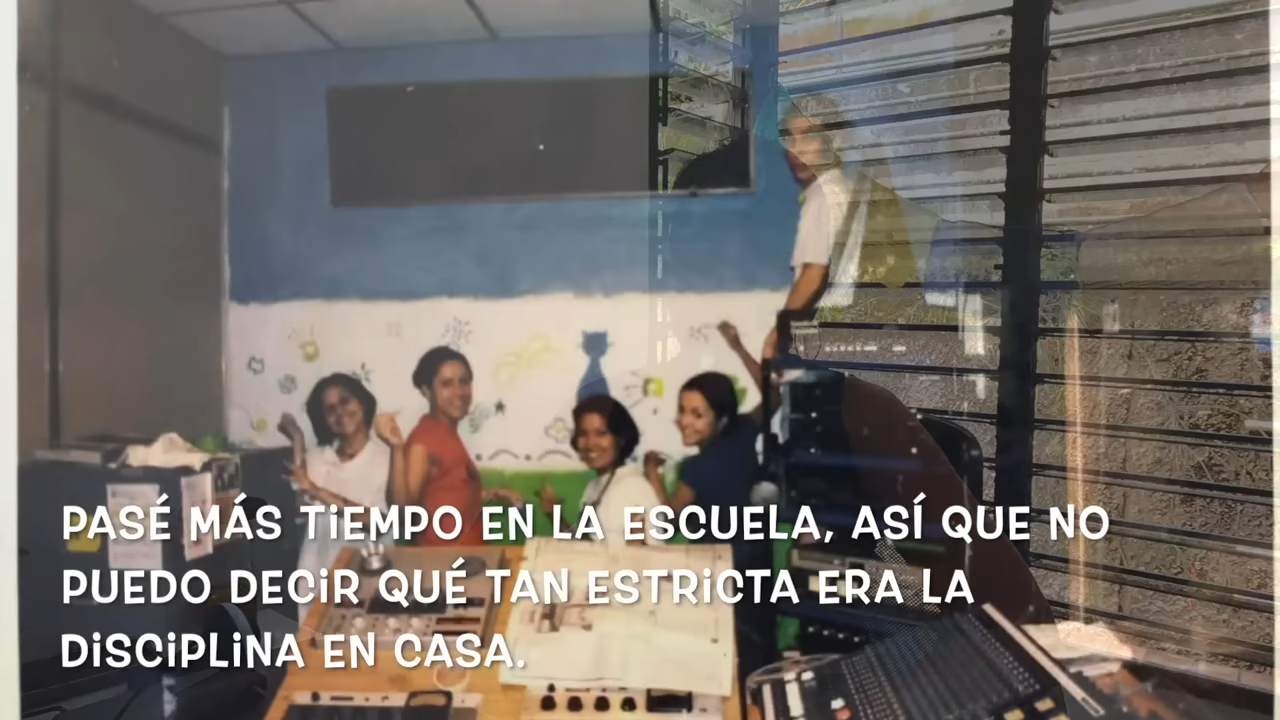 PASÉ MÁS TIEMPO EN LA ESCUELA, ASÍ QUE NO
PUEDO DECIR QUÉ TAN ESTRICTA ERA LA
DISCIPLINA EN CASA.